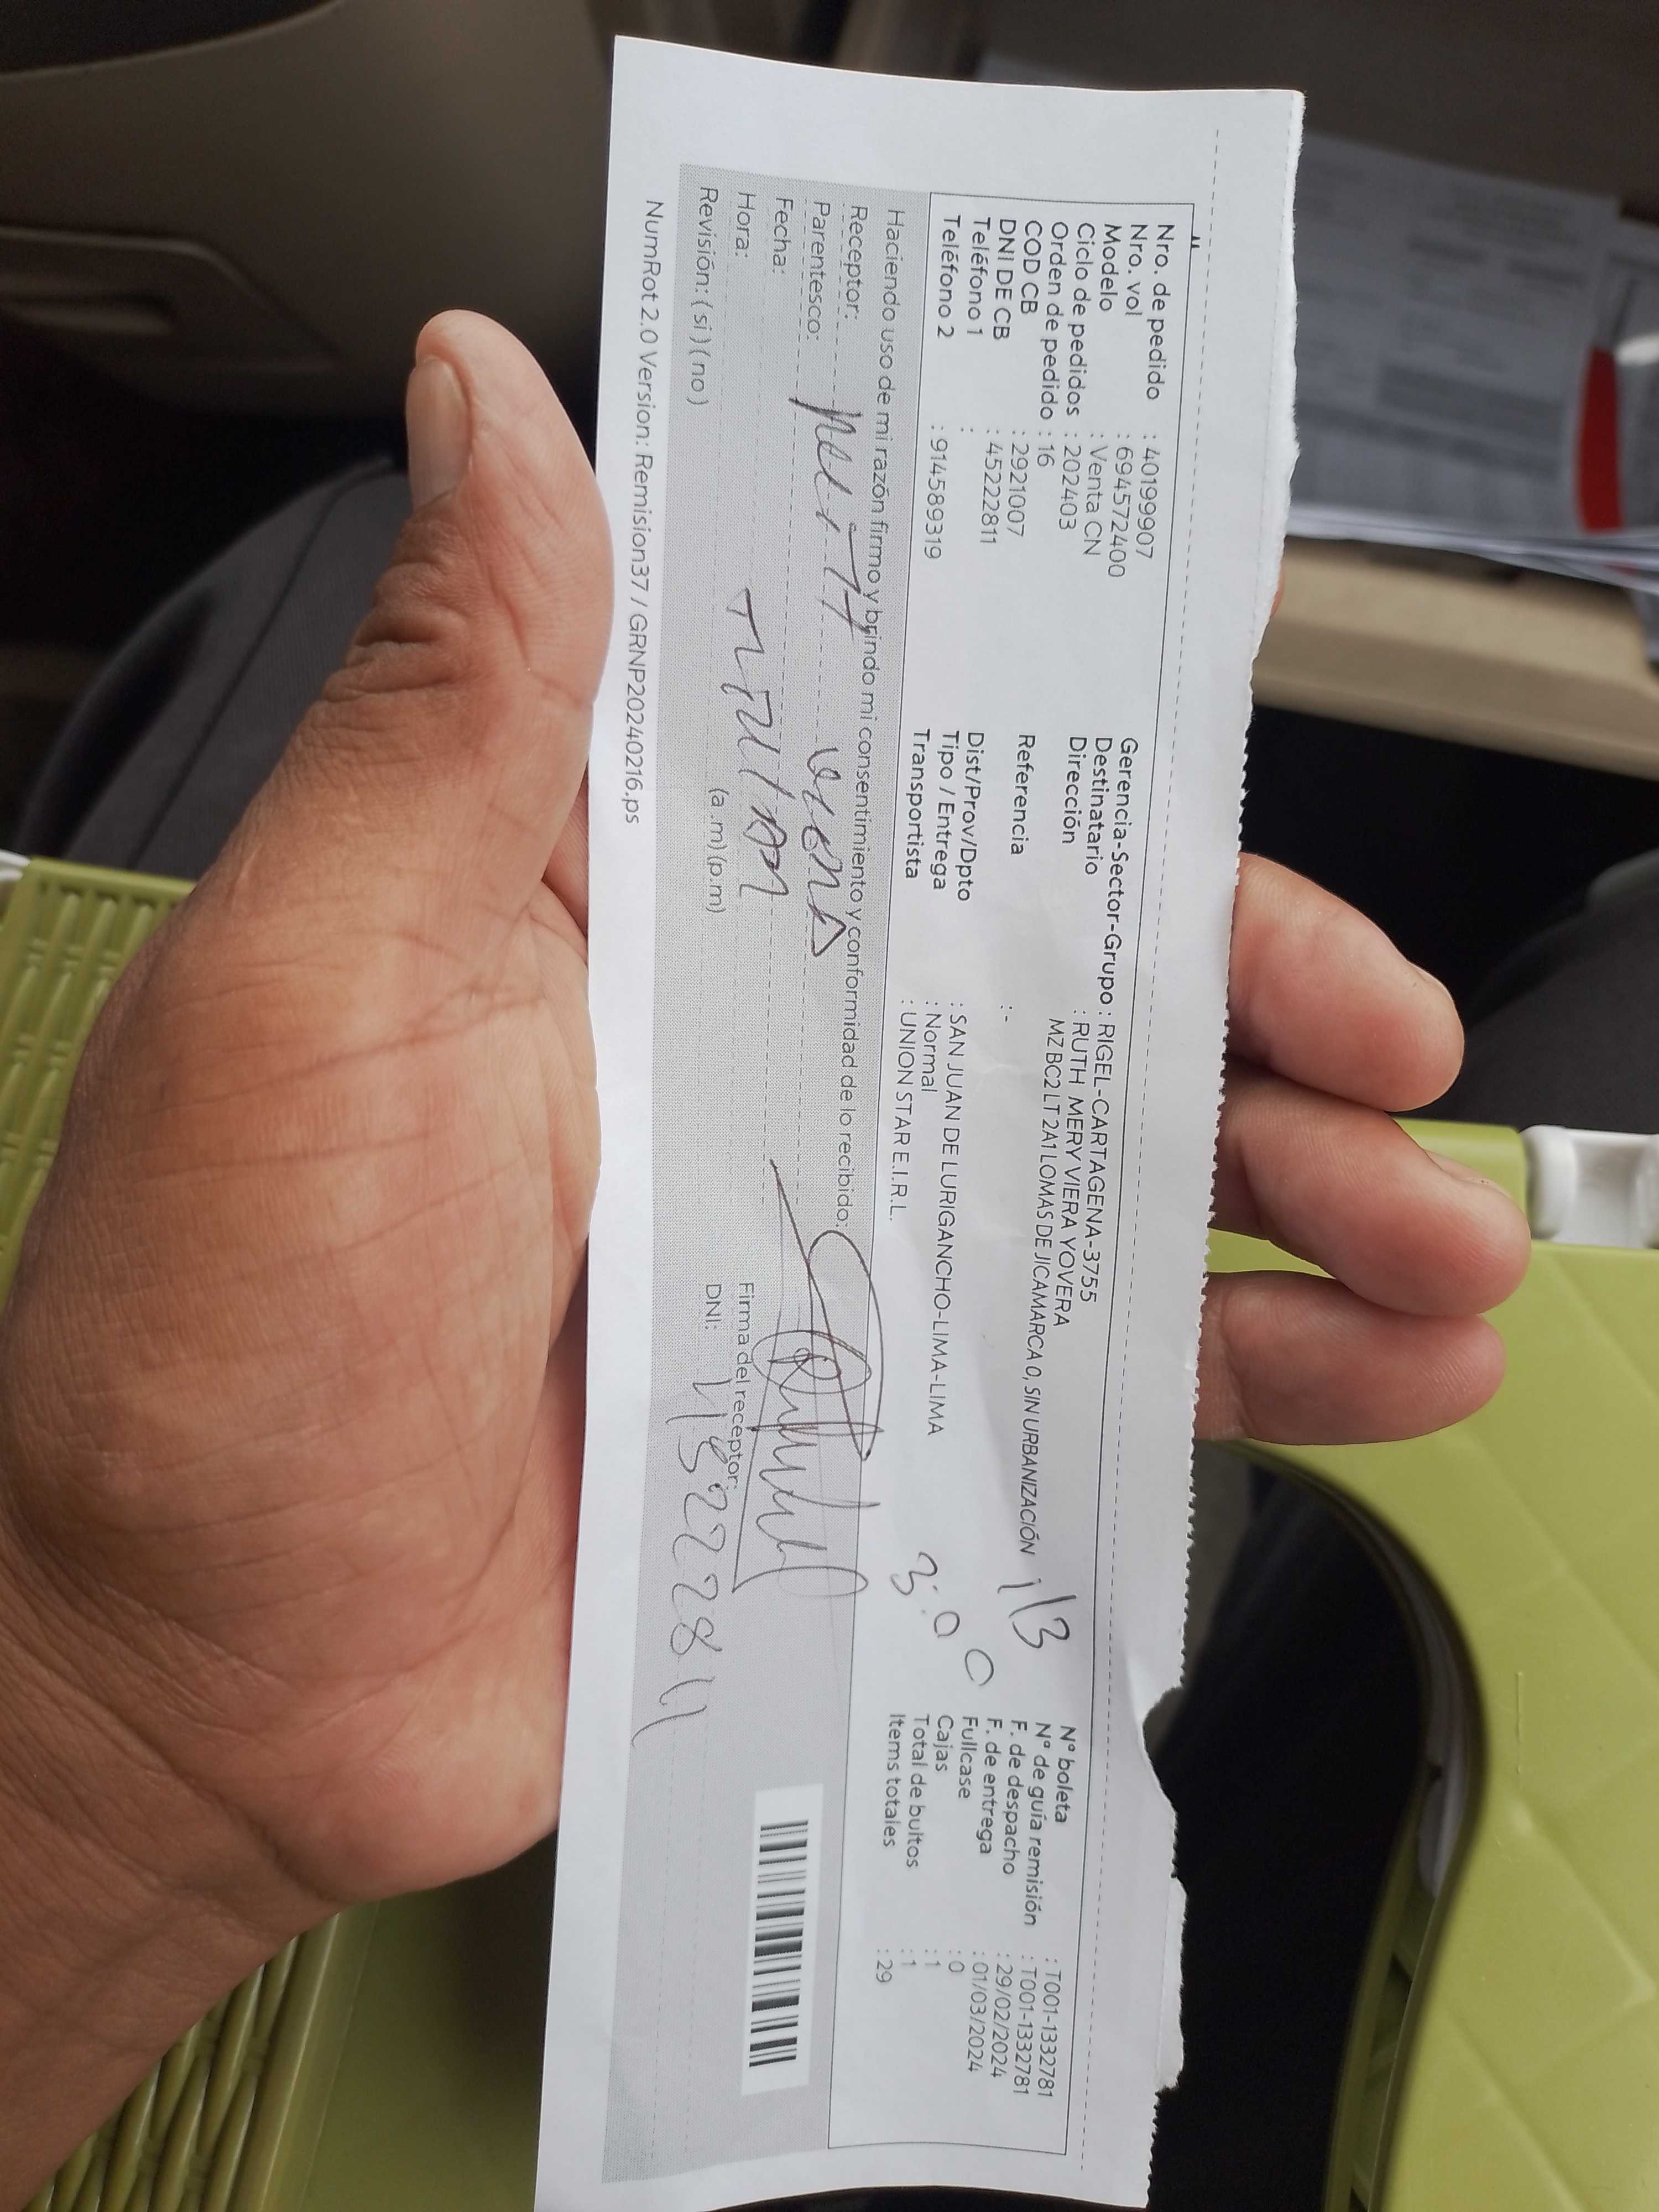 Nro. de pedido : 40199907
Nro. vol : 694572400
Modelo : Venta CN
Ciclo de pedidos : 202403
Orden de pedido : 16
COD CB : 2921007
DNI DE CB : 45222811
Teléfono 1 :
Teléfono 2 : 914589319
Gerencia-Sector-Grupo : RIGEL-CARTAGENA-3755
Destinatario : RUTH MERY VIERA YOVERA
Dirección MZ BC2 LT 2A1 LOMAS DE JICAMARCA 0, SIN URBANIZACIÓN
Referencia :-
Dist/Prov/Dpto : SAN JUAN DE LURIGANCHO-LIMA-LIMA
Tipo / Entrega : Normal
Transportista : UNION STAR E.I.R.L.
1/3
3:00
N° boleta : T001-1332781
N° de guía remisión : T001-1332781
F. de despacho : 29/02/2024
F. de entrega : 01/03/2024
Fullcase : 0
Cajas : 1
Total de bultos : 1
Items totales : 29
Haciendo uso de mi razón firmo y brindo mi consentimiento y conformidad de lo recibido.
Receptor:
Parentesco:
Fecha:
Hora: (a.m) (p.m)
Revisión: (si) (no)
Firma del receptor:
DNI:
NumRot 2.0 Version: Remision37 / GRNP20240216.ps